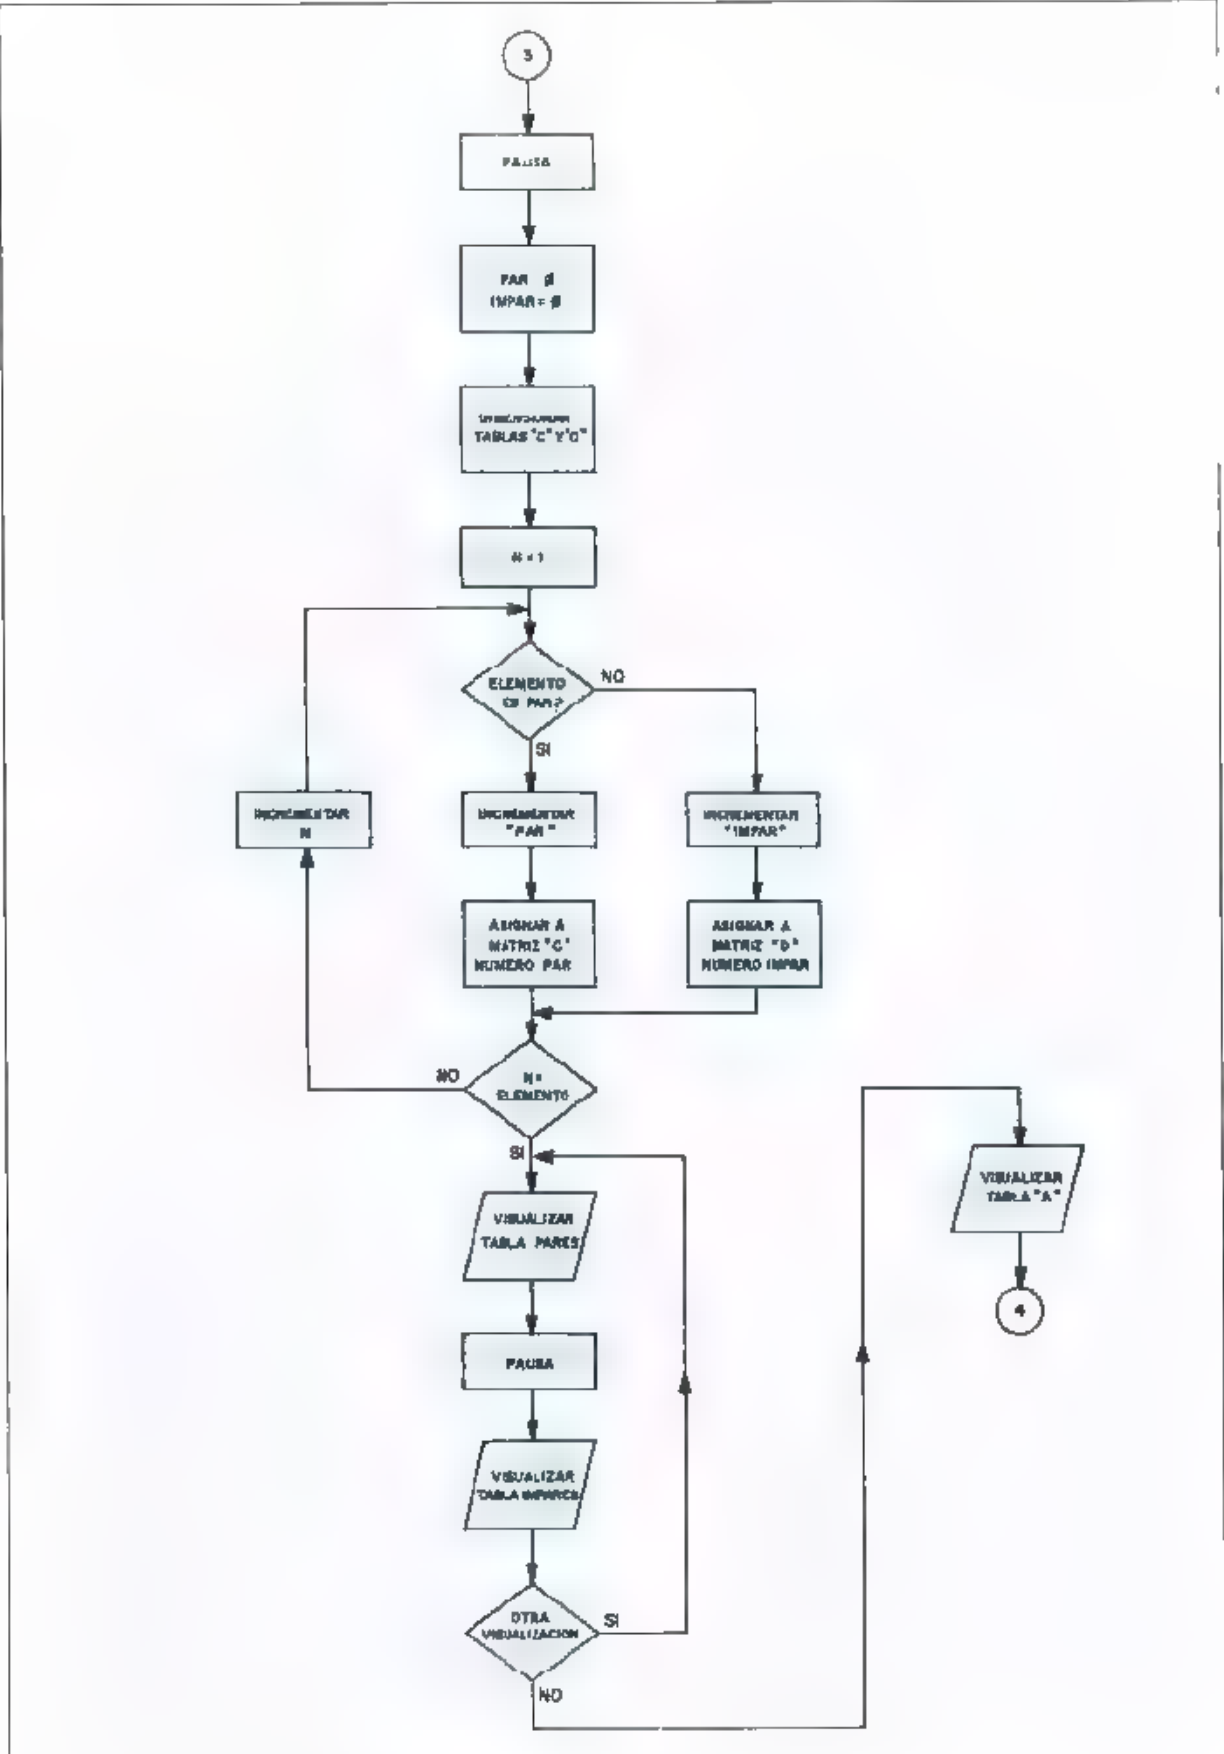 3
PAUSA
PAR Ø
IMPAR = Ø
DIMENSIONAR
TABLAS "C" Y "D"
N = 1
ELEMENTO
ES PAR?
NO
SI
INCREMENTAR
N
INCREMENTAR
"PAR"
INCREMENTAR
"IMPAR"
ASIGNAR A
MATRIZ "C"
NUMERO PAR
ASIGNAR A
MATRIZ "D"
NUMERO IMPAR
NO
N =
ELEMENTO
SI
VISUALIZAR
TABLA PARES
VISUALIZAR
TABLA "A"
4
PAUSA
VISUALIZAR
TABLA IMPARES
OTRA
VISUALIZACION
SI
NO